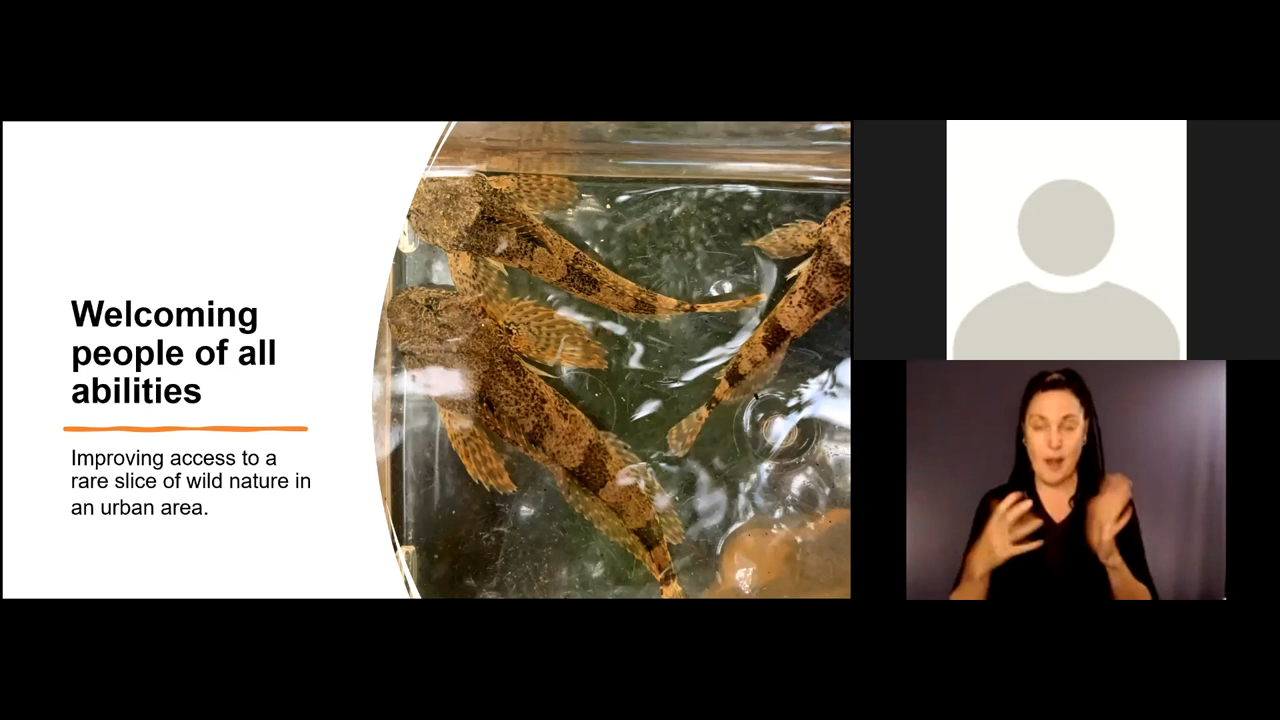 Welcoming
people of all
abilities
Improving access to a
rare slice of wild nature in
an urban area.